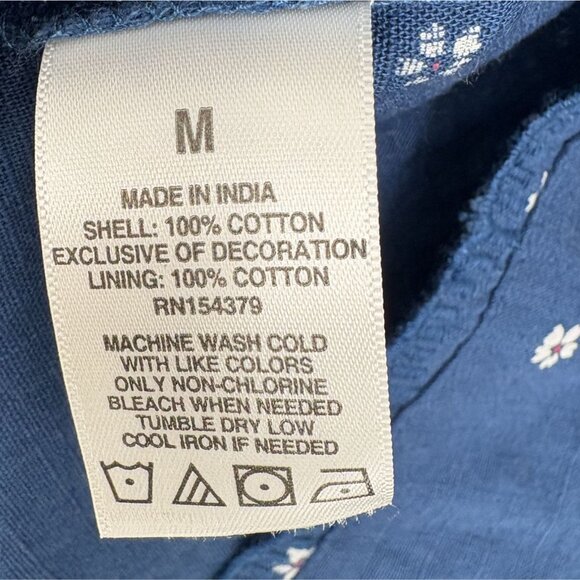 M
MADE IN INDIA
SHELL: 100% COTTON
EXCLUSIVE OF DECORATION
LINING: 100% COTTON
RN154379
MACHINE WASH COLD
WITH LIKE COLORS
ONLY NON-CHLORINE
BLEACH WHEN NEEDED
TUMBLE DRY LOW
COOL IRON IF NEEDED